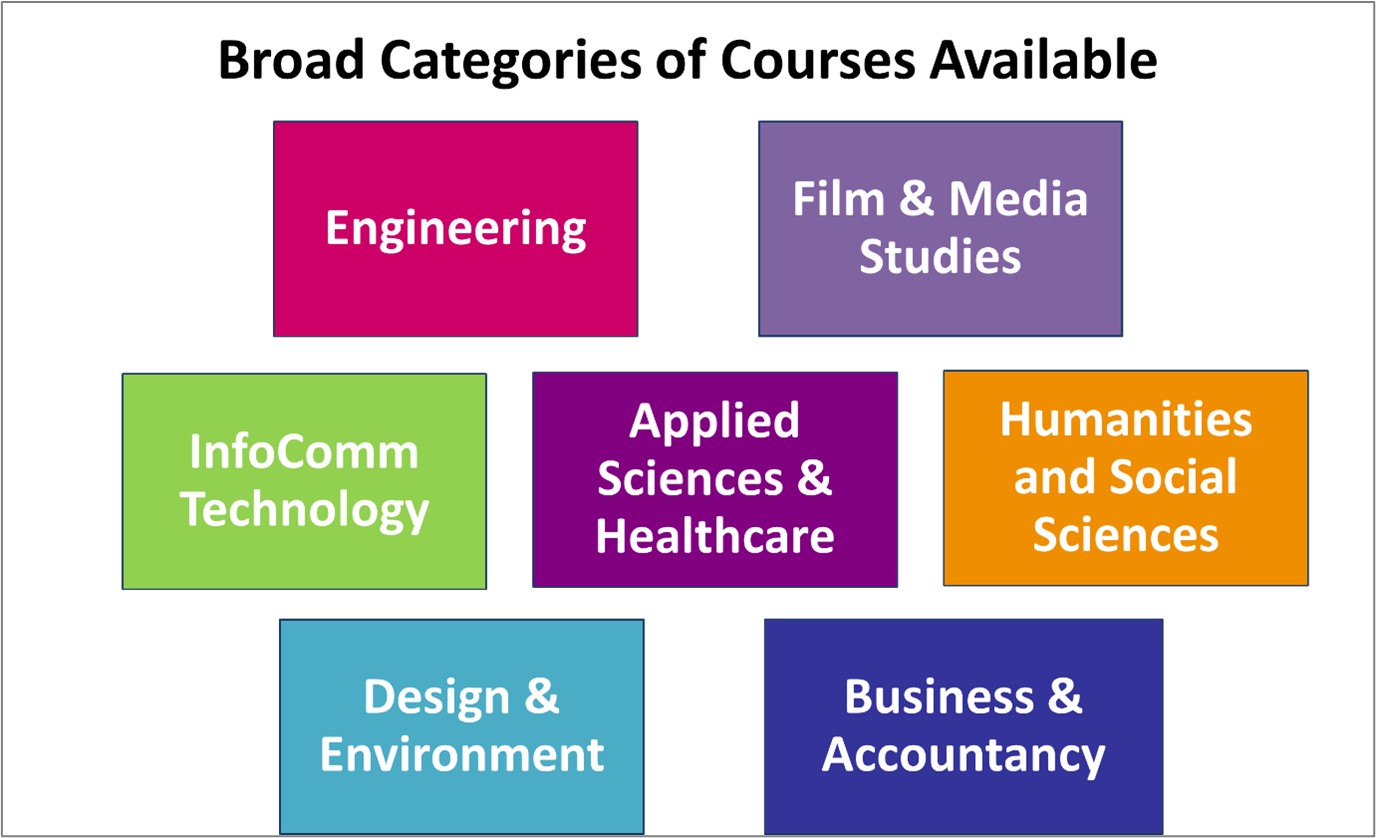 Broad Categories of Courses Available
Engineering
Film & Media
Studies
InfoComm
Technology
Applied
Sciences &
Healthcare
Humanities
and Social
Sciences
Design &
Environment
Business &
Accountancy